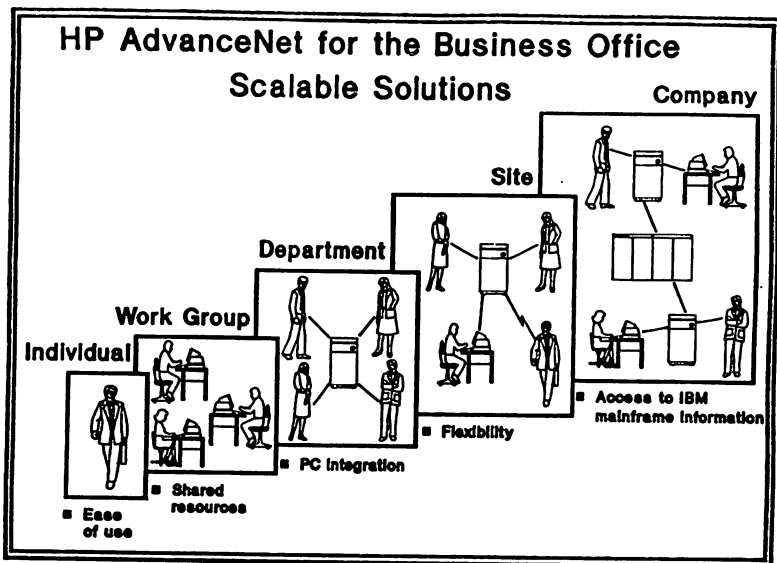 HP AdvanceNet for the Business Office
Scalable Solutions
Company
Site
Department
Work Group
Individual
▪ Access to IBM
mainframe information
▪ Flexibility
▪ PC Integration
▪ Shared
resources
▪ Ease
of use